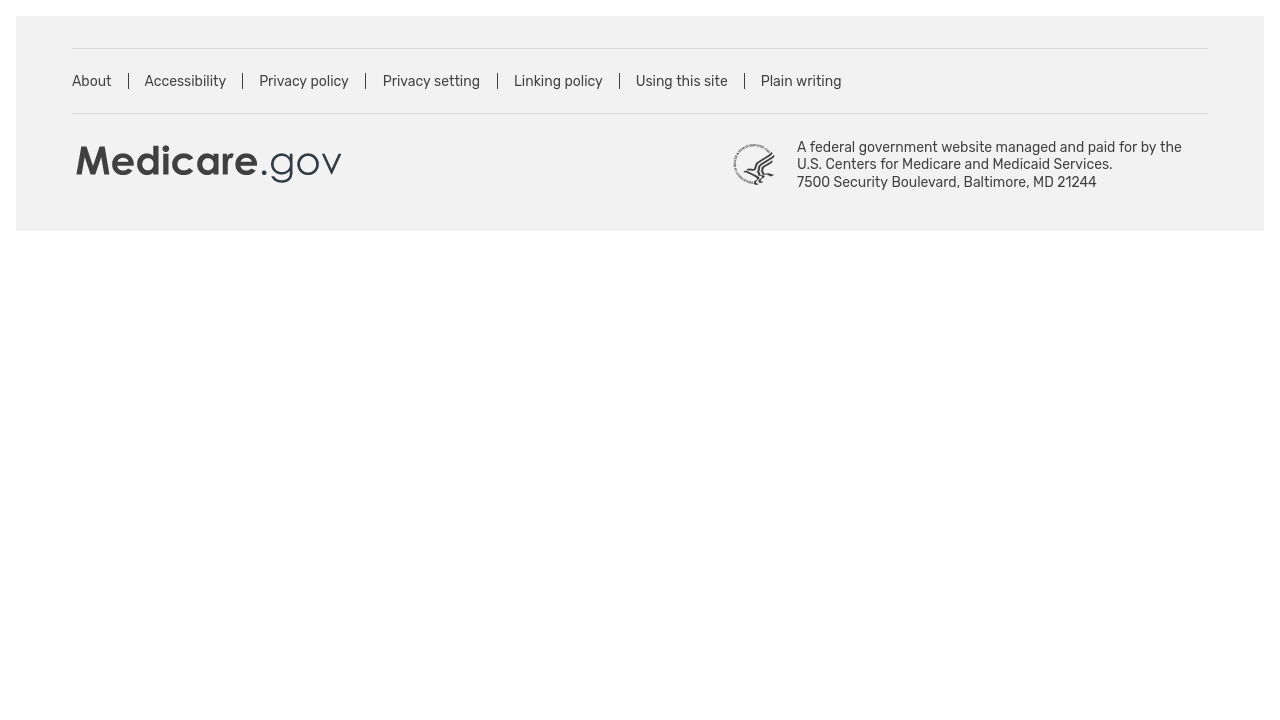 About
Accessibility
Privacy policy
Privacy setting
Linking policy
Using this site
Plain writing
Medicare.gov
A federal government website managed and paid for by the
U.S. Centers for Medicare and Medicaid Services.
7500 Security Boulevard, Baltimore, MD 21244